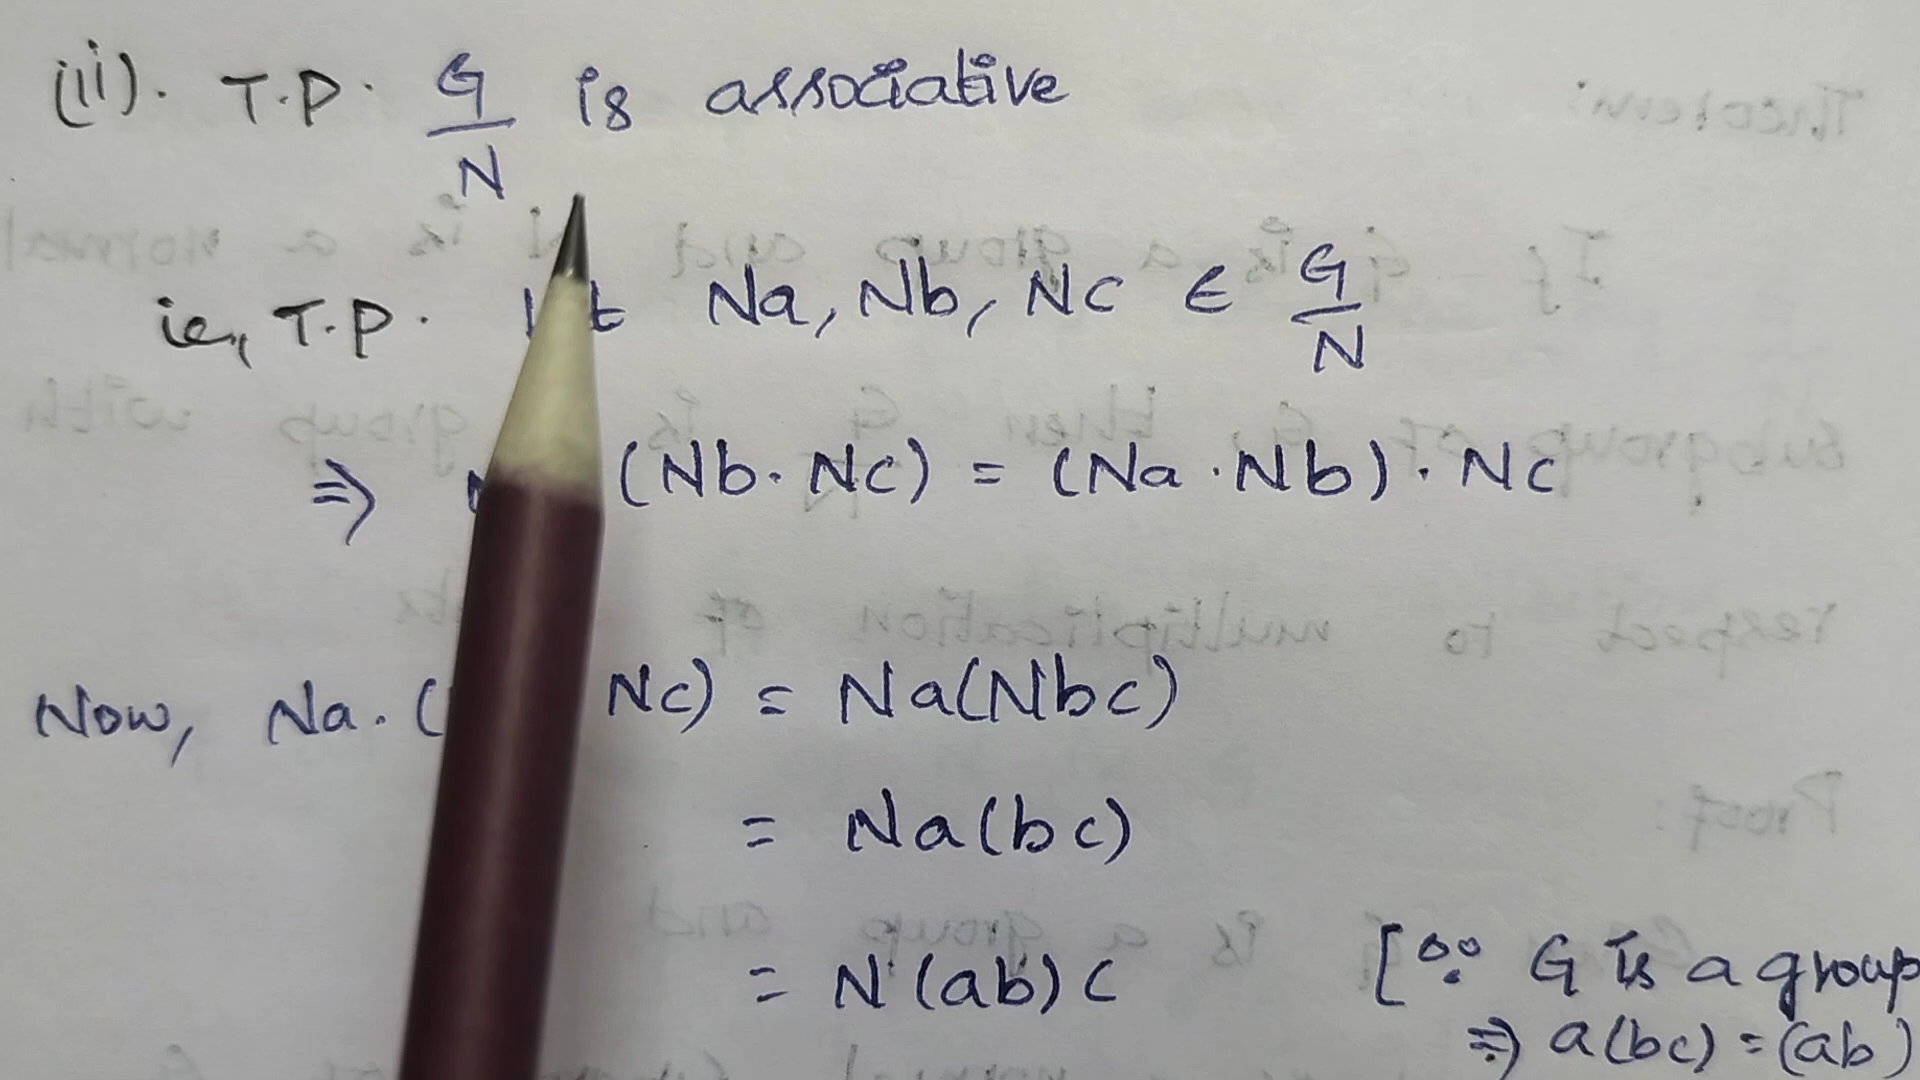 (ii). T.P. G/N is associative
ie, T.P. Na, Nb, Nc ∈ G/N
⇒ (Nb · Nc) = (Na · Nb) · Nc
Now, Na · ( Nc) = Na(Nbc)
= Na(bc)
= N(ab)c [∵ G is a group
⇒ a(bc) = (ab)